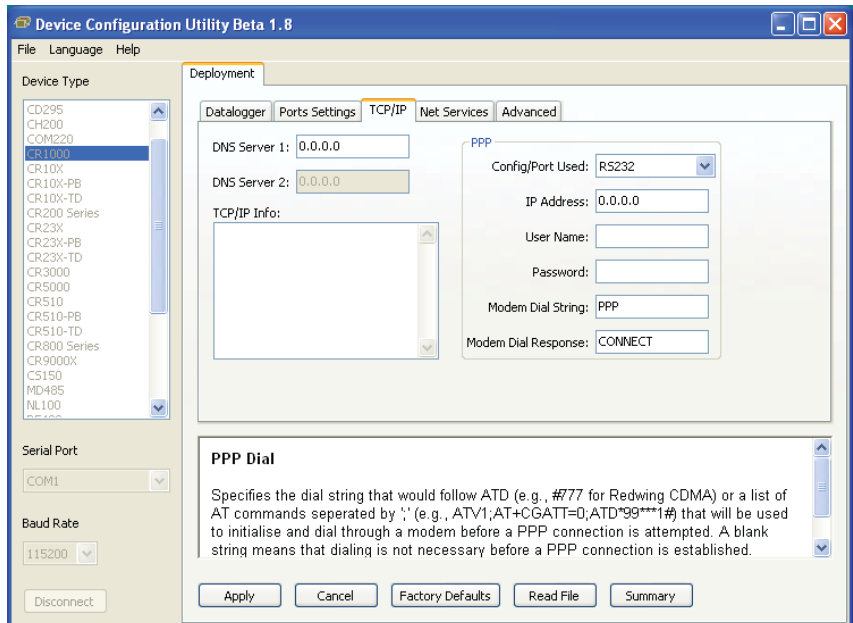 Device Configuration Utility Beta 1.8
File Language Help
Device Type
CD295
CH200
COM220
CR1000
CR10X
CR10X-PB
CR10X-TD
CR200 Series
CR23X
CR23X-PB
CR23X-TD
CR3000
CR5000
CR510
CR510-PB
CR510-TD
CR800 Series
CR9000X
CS150
MD485
NL100
Serial Port
COM1
Baud Rate
115200
Disconnect
Deployment
Datalogger Ports Settings TCP/IP Net Services Advanced
DNS Server 1: 0.0.0.0
DNS Server 2: 0.0.0.0
TCP/IP Info:
PPP
Config/Port Used: RS232
IP Address: 0.0.0.0
User Name:
Password:
Modem Dial String: PPP
Modem Dial Response: CONNECT
PPP Dial
Specifies the dial string that would follow ATD (e.g., #777 for Redwing CDMA) or a list of
AT commands seperated by ';' (e.g., ATV1;AT+CGATT=0;ATD*99***1#) that will be used
to initialise and dial through a modem before a PPP connection is attempted. A blank
string means that dialing is not necessary before a PPP connection is established.
Apply Cancel Factory Defaults Read File Summary